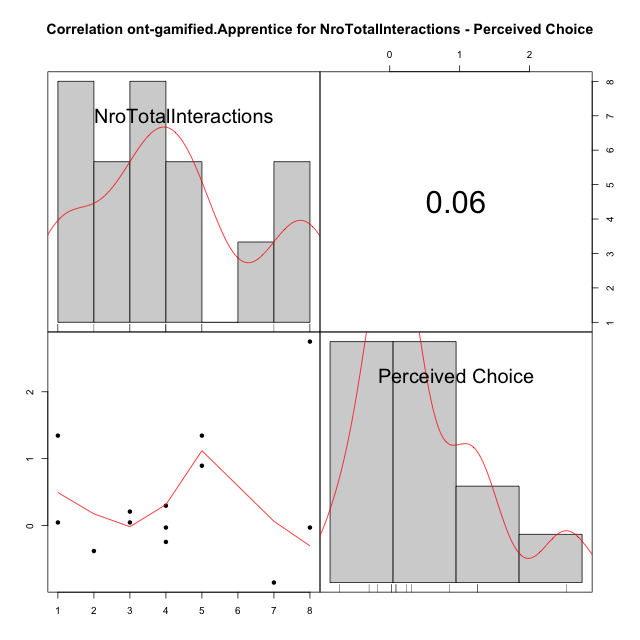 Correlation ont-gamified.Apprentice for NroTotalInteractions - Perceived Choice
0 1 2
NroTotalInteractions
0.06
8
7
6
5
4
3
2
1
Perceived Choice
2
1
0
1 2 3 4 5 6 7 8